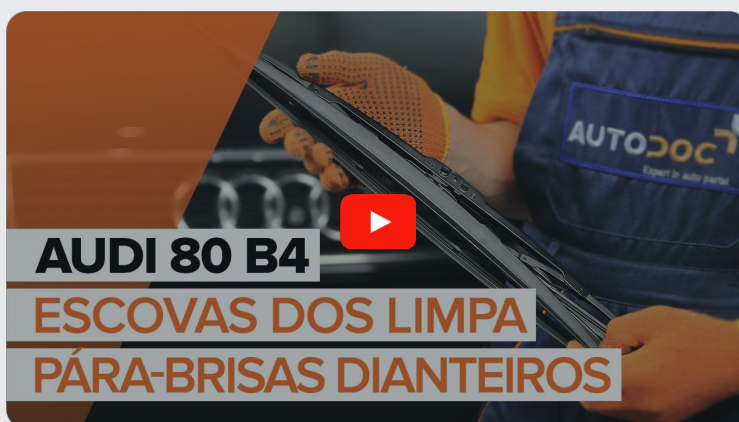 AUTODOC
Expert in auto parts!
AUDI 80 B4
ESCOVAS DOS LIMPA
PÁRA-BRISAS DIANTEIROS